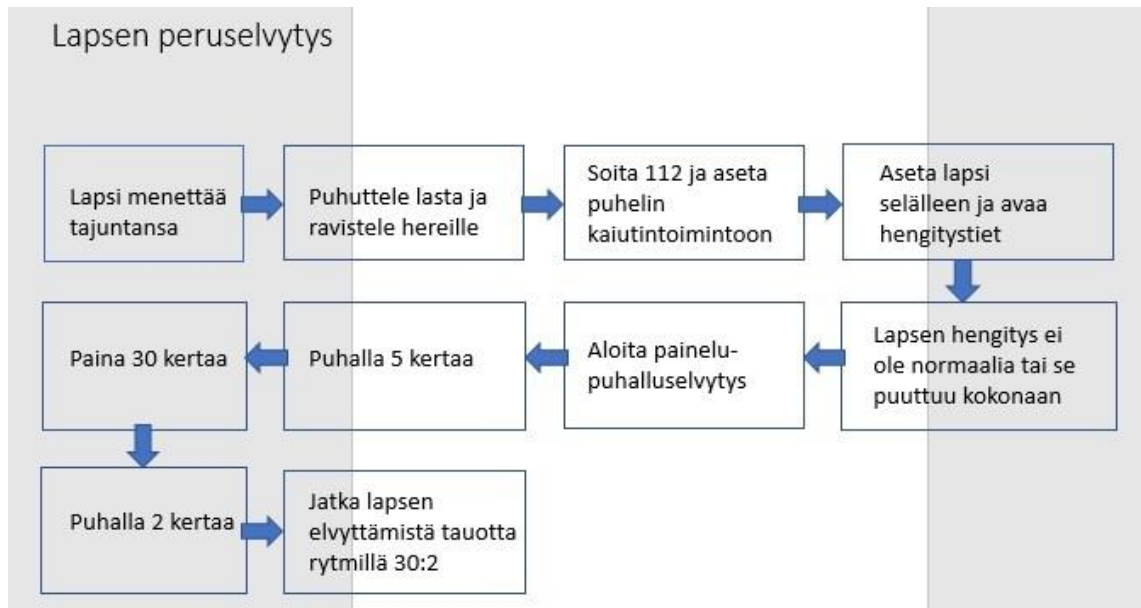 Lapsen peruselvytys
Lapsi menettää
tajuntansa
Puhuttele lasta ja
ravistele hereille
Soita 112 ja aseta
puhelin
kaiutintoimintoon
Aseta lapsi
selälleen ja avaa
hengitystiet
Lapsen hengitys ei
ole normaalia tai se
puuttuu kokonaan
Aloita painelu-
puhalluselvytys
Puhalla 5 kertaa
Paina 30 kertaa
Puhalla 2 kertaa
Jatka lapsen
elvyttämistä tauotta
rytmillä 30:2